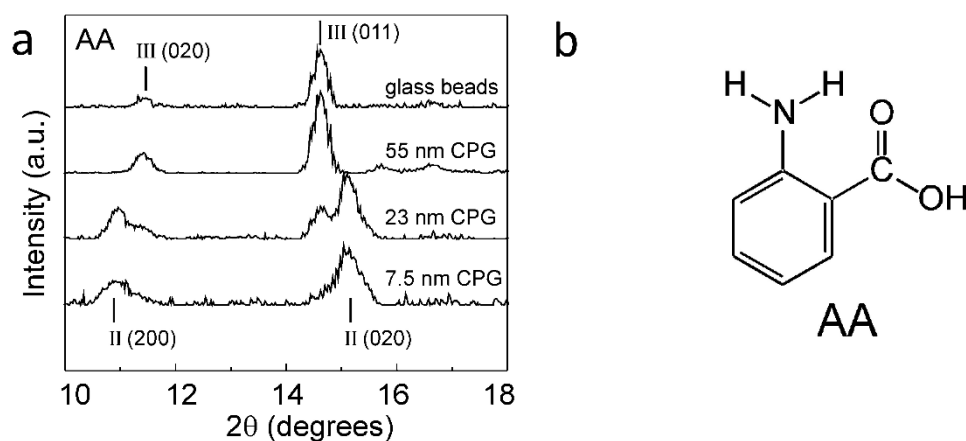 a
AA
III (020)
III (011)
glass beads
55 nm CPG
23 nm CPG
7.5 nm CPG
II (200)
II (020)
Intensity (a.u.)
10 12 14 16 18
2θ (degrees)
b
H H
N
O
C
OH
AA